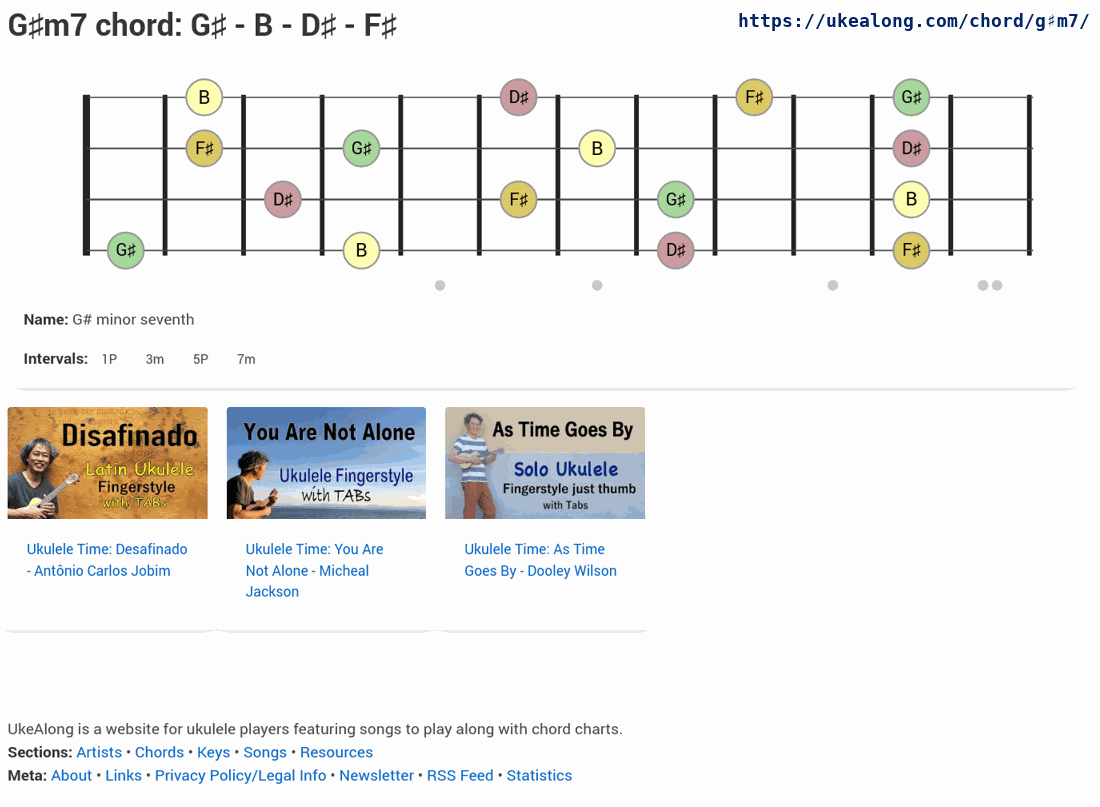 G♯m7 chord: G♯ - B - D♯ - F♯
https://ukealong.com/chord/g♯m7/
B D♯ F♯ G♯
F♯ G♯ B D♯
D♯ F♯ G♯ B
G♯ B D♯ F♯
Name: G# minor seventh
Intervals: 1P 3m 5P 7m
Disafinado
Latin Ukulele
Fingerstyle
with TABs
You Are Not Alone
Ukulele Fingerstyle
with TABs
As Time Goes By
Solo Ukulele
Fingerstyle just thumb
with Tabs
Ukulele Time: Desafinado
- Antônio Carlos Jobim
Ukulele Time: You Are
Not Alone - Micheal
Jackson
Ukulele Time: As Time
Goes By - Dooley Wilson
UkeAlong is a website for ukulele players featuring songs to play along with chord charts.
Sections: Artists • Chords • Keys • Songs • Resources
Meta: About • Links • Privacy Policy/Legal Info • Newsletter • RSS Feed • Statistics